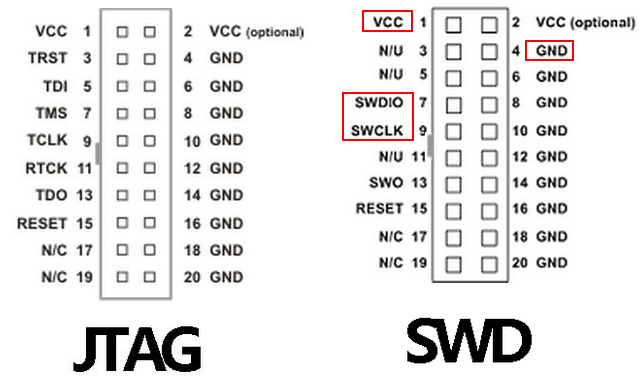 VCC 1 2 VCC (optional)
TRST 3 4 GND
TDI 5 6 GND
TMS 7 8 GND
TCLK 9 10 GND
RTCK 11 12 GND
TDO 13 14 GND
RESET 15 16 GND
N/C 17 18 GND
N/C 19 20 GND
JTAG
VCC 1 2 VCC (optional)
N/U 3 4 GND
N/U 5 6 GND
SWDIO 7 8 GND
SWCLK 9 10 GND
N/U 11 12 GND
SWO 13 14 GND
RESET 15 16 GND
N/C 17 18 GND
N/C 19 20 GND
SWD